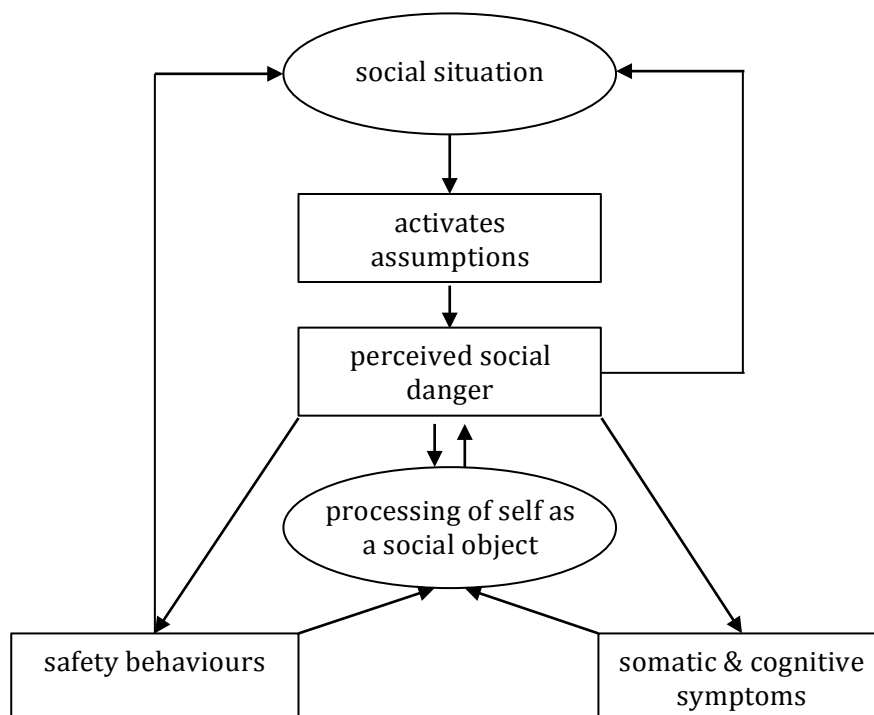 social situation
activates
assumptions
perceived social
danger
processing of self as
a social object
safety behaviours
somatic & cognitive
symptoms